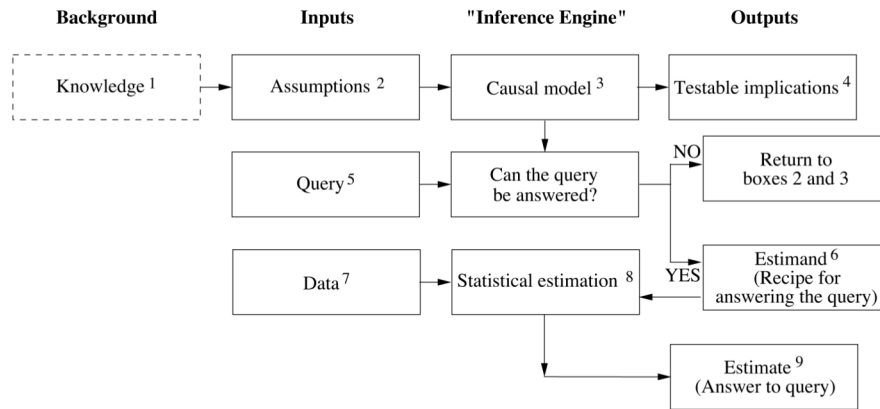 Background
Inputs
"Inference Engine"
Outputs
Knowledge 1
Assumptions 2
Causal model 3
Testable implications 4
Query 5
Can the query
be answered?
NO
Return to
boxes 2 and 3
YES
Estimand 6
(Recipe for
answering the query)
Data 7
Statistical estimation 8
Estimate 9
(Answer to query)